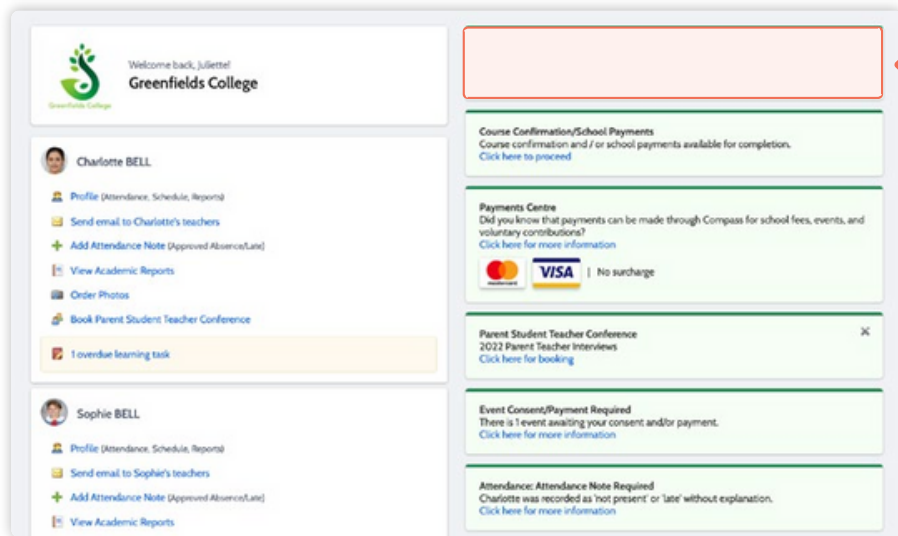 Welcome back, Juliette!
Greenfields College
Greenfields College
Charlotte BELL
Profile (Attendance, Schedule, Reports)
Send email to Charlotte's teachers
Add Attendance Note (Approved Absence/Late)
View Academic Reports
Order Photos
Book Parent Student Teacher Conference
1 overdue learning task
Sophie BELL
Profile (Attendance, Schedule, Reports)
Send email to Sophie's teachers
Add Attendance Note (Approved Absence/Late)
View Academic Reports
Course Confirmation/School Payments
Course confirmation and / or school payments available for completion.
Click here to proceed
Payments Centre
Did you know that payments can be made through Compass for school fees, events, and
voluntary contributions?
Click here for more information
mastercard VISA | No surcharge
Parent Student Teacher Conference
2022 Parent Teacher Interviews
Click here for booking
Event Consent/Payment Required
There is 1 event awaiting your consent and/or payment.
Click here for more information
Attendance: Attendance Note Required
Charlotte was recorded as 'not present' or 'late' without explanation.
Click here for more information